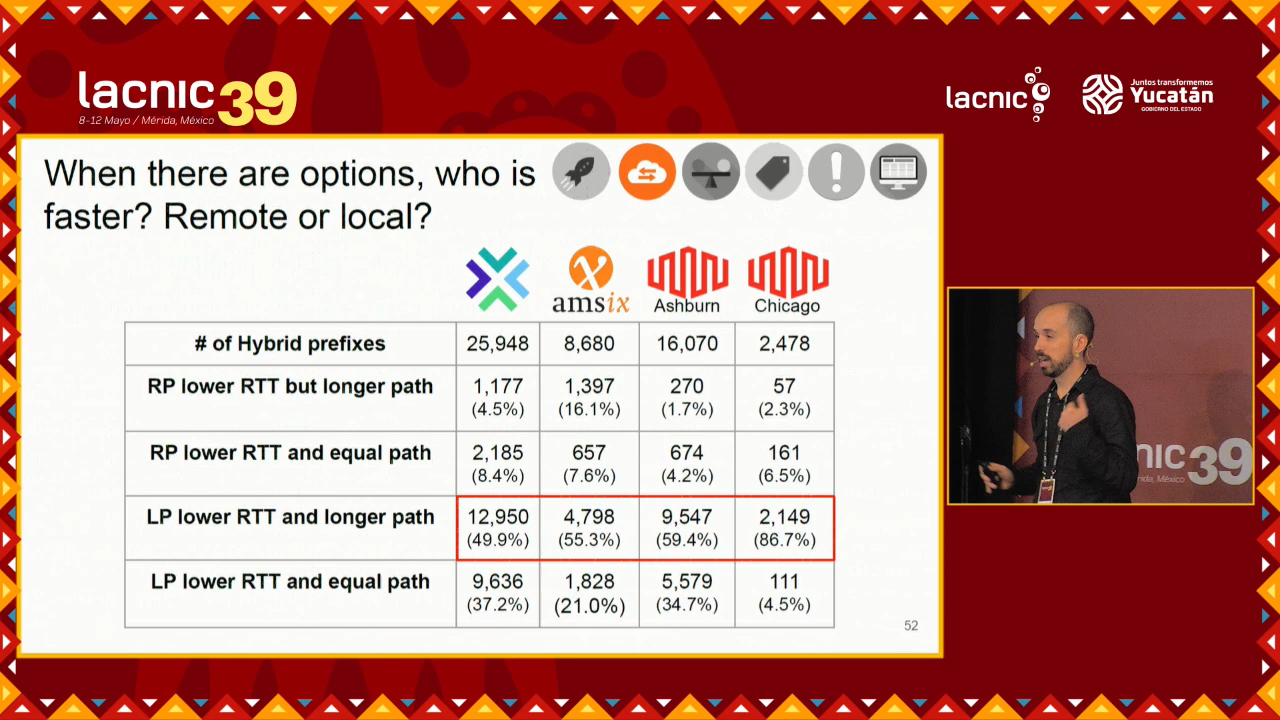 lacnic 39
8-12 Mayo / Mérida, México
lacnic
Juntos transformemos
Yucatán
GOBIERNO DEL ESTADO
When there are options, who is
faster? Remote or local?
amsix
Ashburn
Chicago
# of Hybrid prefixes 25,948 8,680 16,070 2,478
RP lower RTT but longer path 1,177 1,397 270 57
(4.5%) (16.1%) (1.7%) (2.3%)
RP lower RTT and equal path 2,185 657 674 161
(8.4%) (7.6%) (4.2%) (6.5%)
LP lower RTT and longer path 12,950 4,798 9,547 2,149
(49.9%) (55.3%) (59.4%) (86.7%)
LP lower RTT and equal path 9,636 1,828 5,579 111
(37.2%) (21.0%) (34.7%) (4.5%)
52
nic 39
rida, México